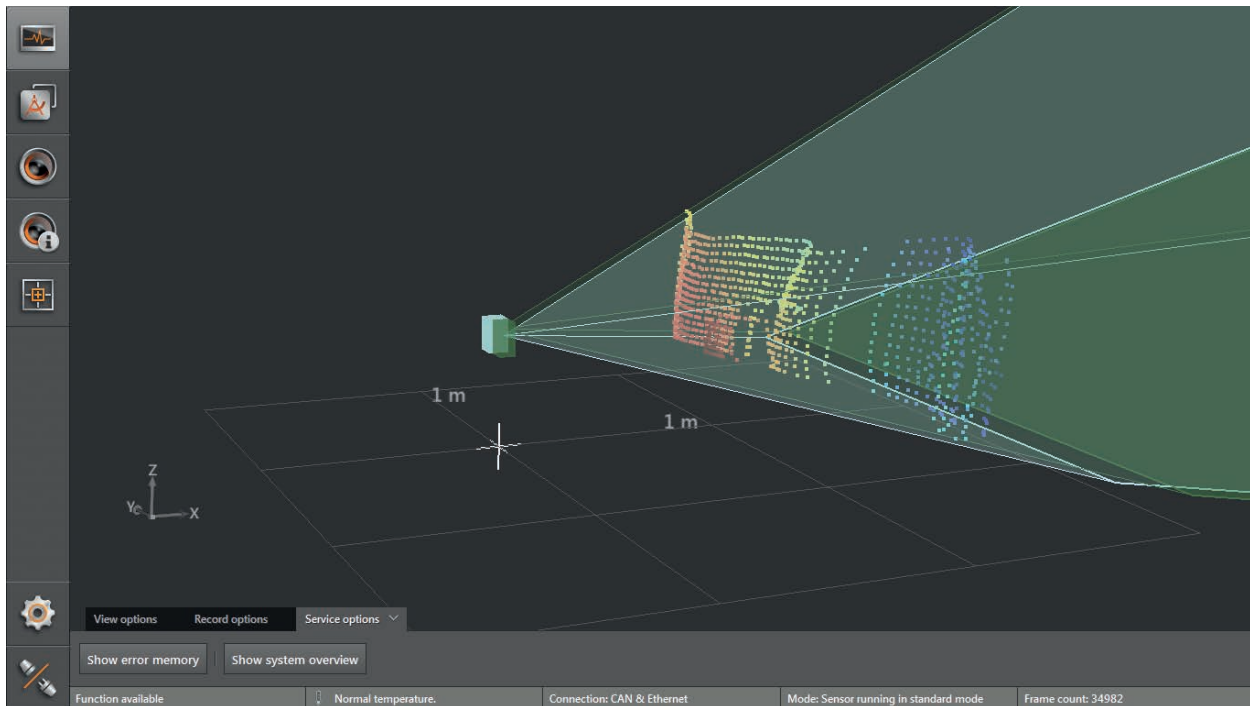 1 m
1 m
Z
Y
X
View options
Record options
Service options
Show error memory
Show system overview
Function available
Normal temperature.
Connection: CAN & Ethernet
Mode: Sensor running in standard mode
Frame count: 34982